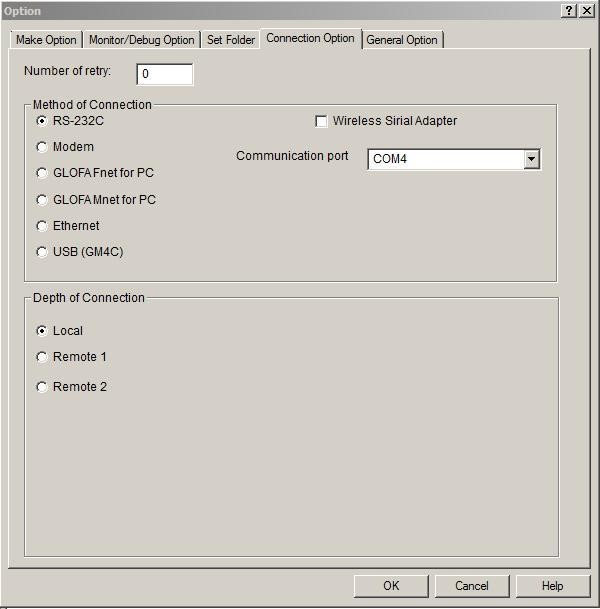 Option
Make Option Monitor/Debug Option Set Folder Connection Option General Option
Number of retry: 0
Method of Connection
RS-232C Wireless Sirial Adapter
Modem
Communication port COM4
GLOFA Fnet for PC
GLOFA Mnet for PC
Ethernet
USB (GM4C)
Depth of Connection
Local
Remote 1
Remote 2
OK Cancel Help